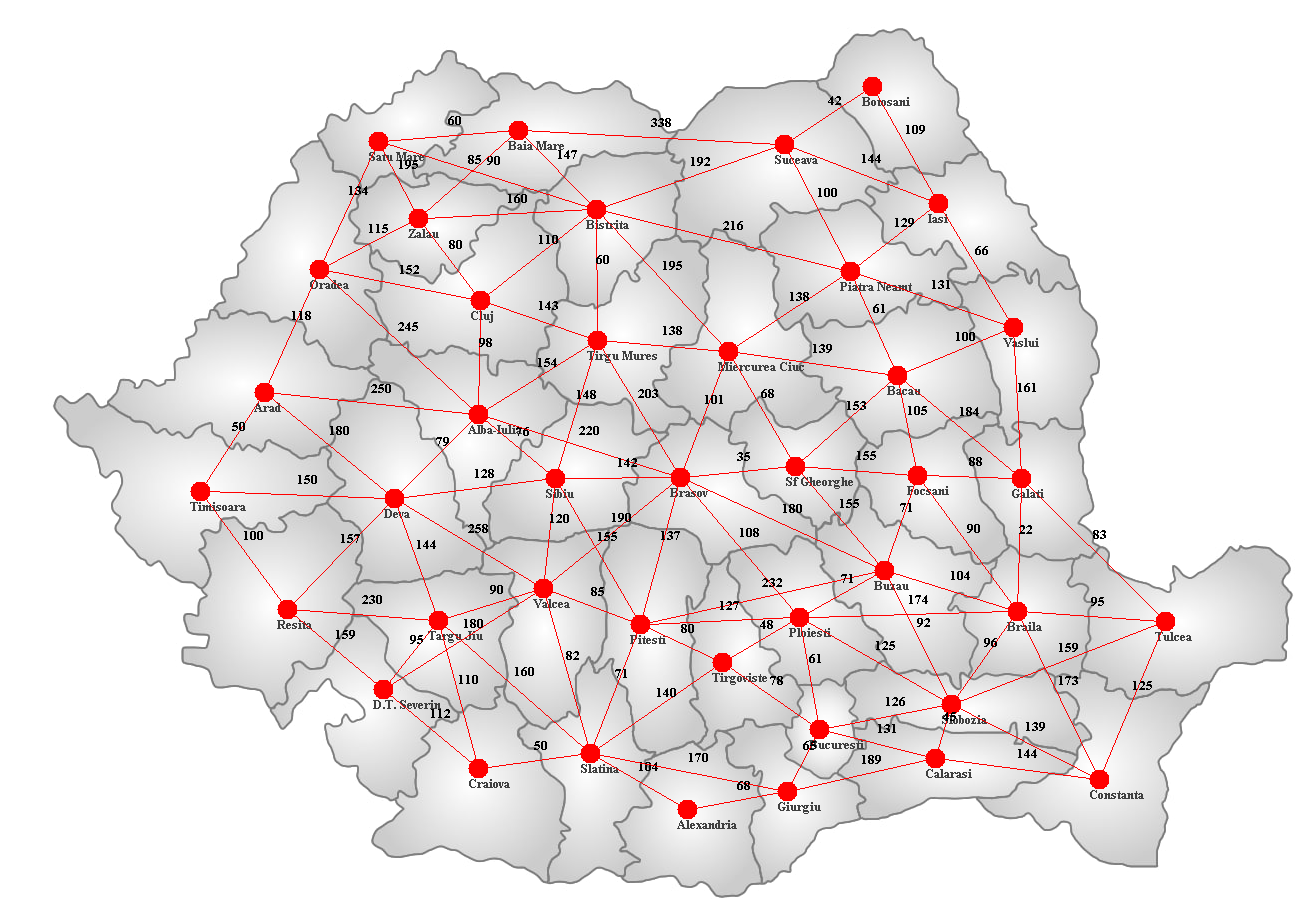 Botosani
42
60
338
109
Satu Mare
Baia Mare
147
Suceava
144
195
85
90
192
134
160
100
Iasi
115
Zalau
Bistrita
216
129
80
110
66
152
60
195
Oradea
Piatra Neamt
131
138
118
143
61
Cluj
245
98
138
100
Vaslui
Tirgu Mures
139
154
Miercurea Ciuc
Bacau
250
148
203
68
161
Arad
101
153
105
184
50
180
Alba-Iulia
76
220
79
128
142
35
155
88
150
Sibiu
Brasov
Sf Gheorghe
Focsani
Galati
Timisoara
Deva
180
155
71
120
190
258
90
22
100
157
155
137
108
83
144
104
232
71
Buzau
90
85
127
174
95
230
Valcea
92
Resita
159
95
Targu Jiu
180
Pitesti
80
48
Ploiesti
Braila
Tulcea
96
125
159
82
61
160
71
Tirgoviste
110
78
173
125
140
D.T. Severin
112
126
45
Slobozia
131
139
50
65
Bucuresti
170
189
144
Slatina
104
Calarasi
Craiova
68
Giurgiu
Constanta
Alexandria